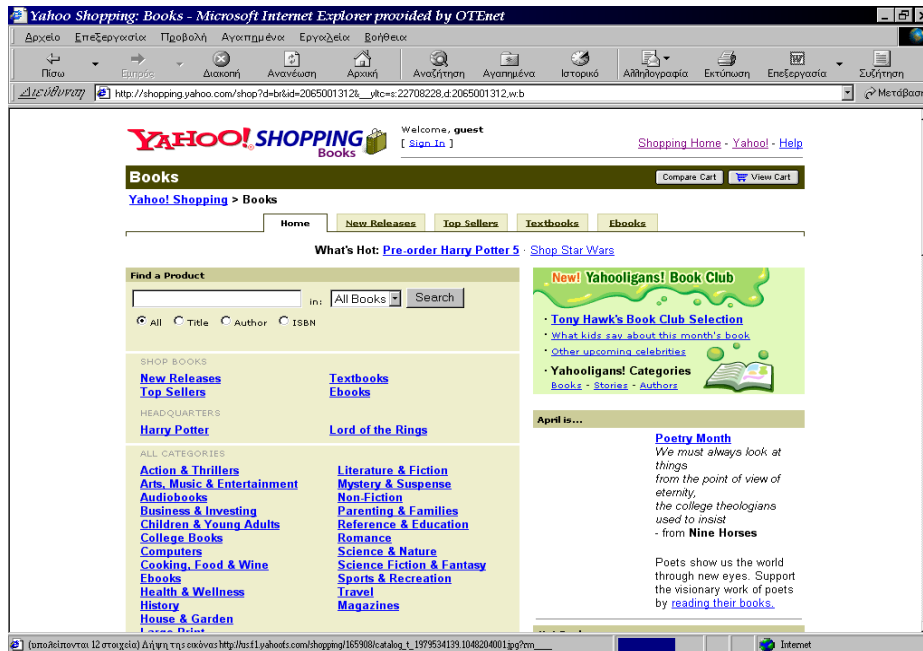 Yahoo Shopping: Books - Microsoft Internet Explorer provided by OTEnet
Αρχείο Επεξεργασία Προβολή Αγαπημένα Εργαλεία Βοήθεια
Πίσω Εμπρός Διακοπή Ανανέωση Αρχική Αναζήτηση Αγαπημένα Ιστορικό Αλληλογραφία Εκτύπωση Επεξεργασία Συζήτηση
Διεύθυνση http://shopping.yahoo.com/shop?d=br&id=2065001312&__yltc=s:22708228,d:2065001312,w:b Μετάβαση
YAHOO! SHOPPING
Books
Welcome, guest
[ Sign In ]
Shopping Home - Yahoo! - Help
Books Compare Cart View Cart
Yahoo! Shopping > Books
Home New Releases Top Sellers Textbooks Ebooks
What's Hot: Pre-order Harry Potter 5 · Shop Star Wars
Find a Product
in: All Books Search
All Title Author ISBN
SHOP BOOKS
New Releases Textbooks
Top Sellers Ebooks
HEADQUARTERS
Harry Potter Lord of the Rings
ALL CATEGORIES
Action & Thrillers Literature & Fiction
Arts, Music & Entertainment Mystery & Suspense
Audiobooks Non-Fiction
Business & Investing Parenting & Families
Children & Young Adults Reference & Education
College Books Romance
Computers Science & Nature
Cooking, Food & Wine Science Fiction & Fantasy
Ebooks Sports & Recreation
Health & Wellness Travel
History Magazines
House & Garden
Large Print
New! Yahooligans! Book Club
· Tony Hawk's Book Club Selection
· What kids say about this month's book
· Other upcoming celebrities
· Yahooligans! Categories
Books - Stories - Authors
April is...
Poetry Month
We must always look at
things
from the point of view of
eternity,
the college theologians
used to insist
- from Nine Horses
Poets show us the world
through new eyes. Support
the visionary work of poets
by reading their books.
(υπολείπονται 12 στοιχεία) Λήψη της εικόνας http://us.f1.yahoofs.com/shopping/165908/catalog_t_1979534139.1048204001.jpg?rm____ Internet